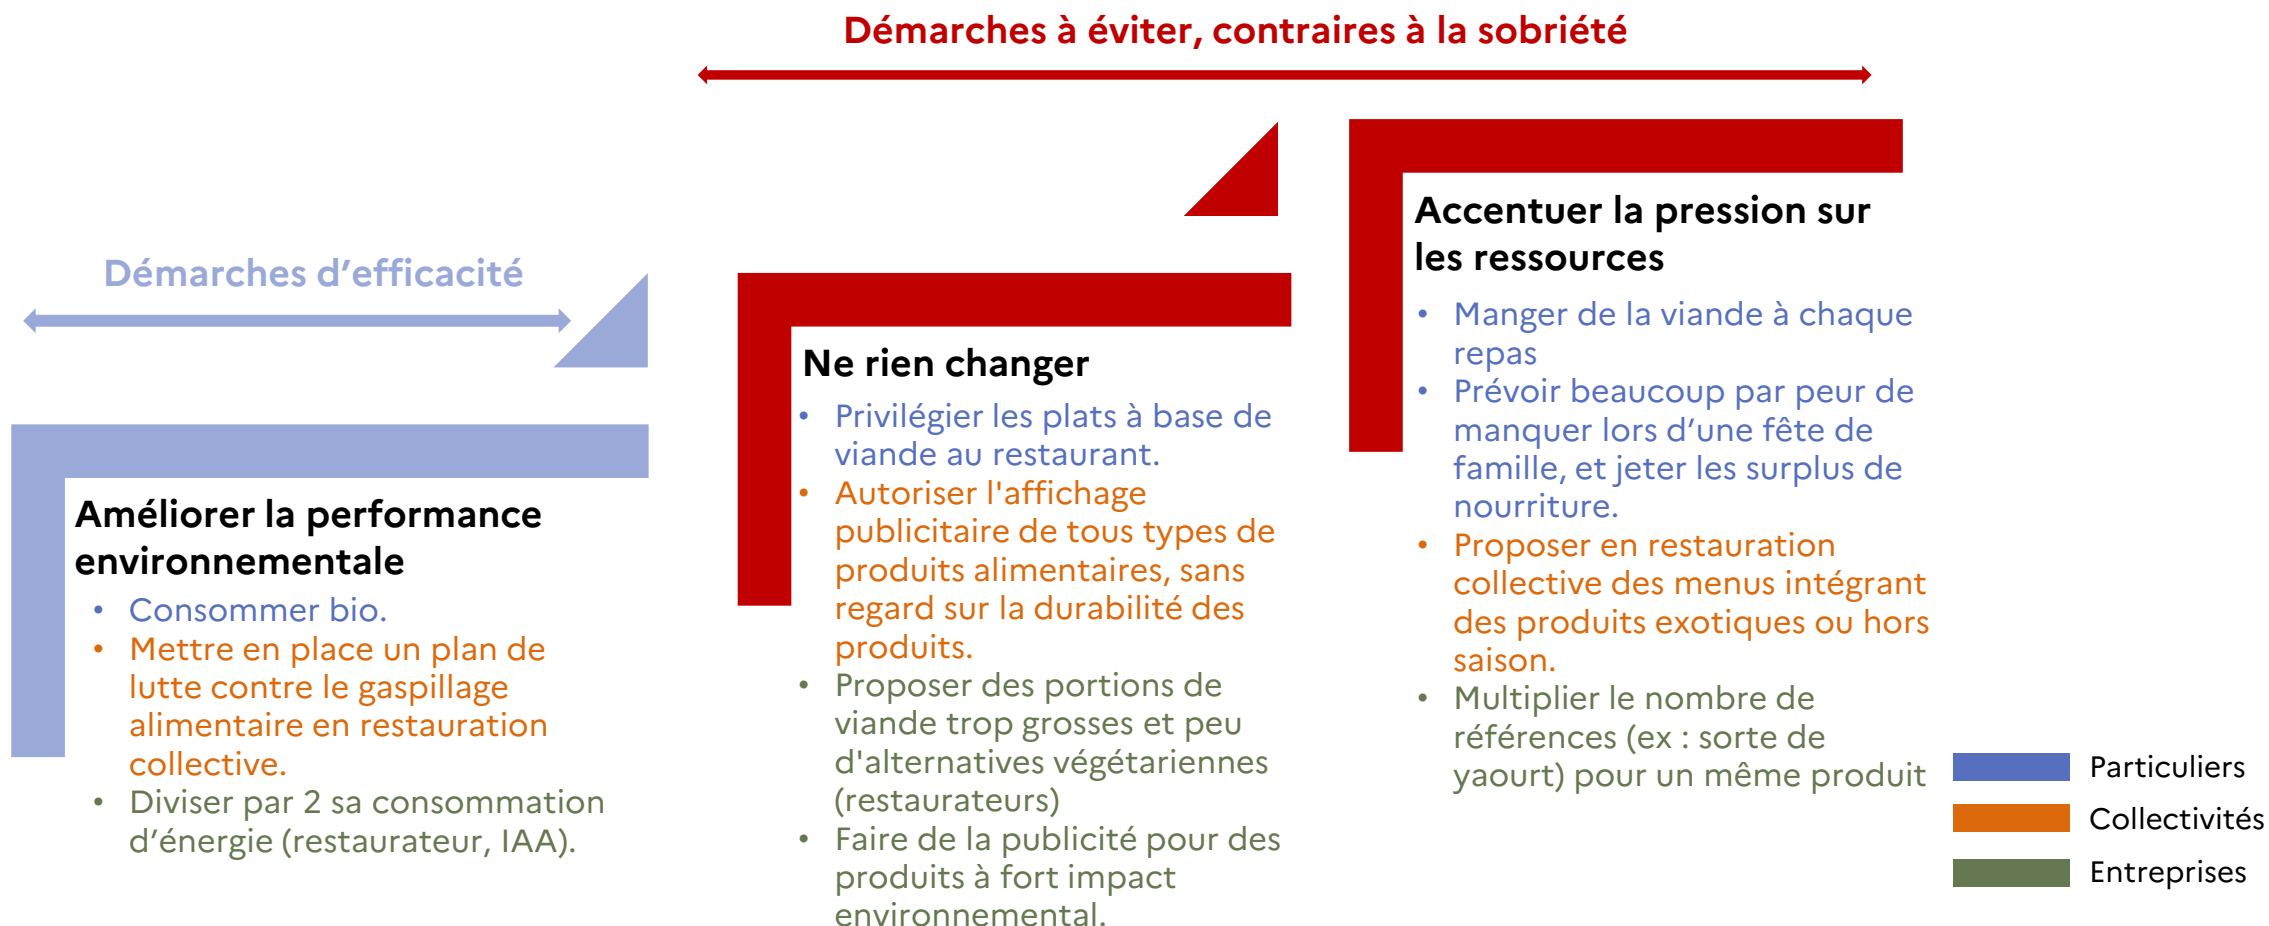 Démarches à éviter, contraires à la sobriété
Démarches d’efficacité
Améliorer la performance
environnementale
• Consommer bio.
• Mettre en place un plan de
lutte contre le gaspillage
alimentaire en restauration
collective.
• Diviser par 2 sa consommation
d’énergie (restaurateur, IAA).
Ne rien changer
• Privilégier les plats à base de
viande au restaurant.
• Autoriser l'affichage
publicitaire de tous types de
produits alimentaires, sans
regard sur la durabilité des
produits.
• Proposer des portions de
viande trop grosses et peu
d'alternatives végétariennes
(restaurateurs)
• Faire de la publicité pour des
produits à fort impact
environnemental.
Accentuer la pression sur
les ressources
• Manger de la viande à chaque
repas
• Prévoir beaucoup par peur de
manquer lors d’une fête de
famille, et jeter les surplus de
nourriture.
• Proposer en restauration
collective des menus intégrant
des produits exotiques ou hors
saison.
• Multiplier le nombre de
références (ex : sorte de
yaourt) pour un même produit
Particuliers
Collectivités
Entreprises